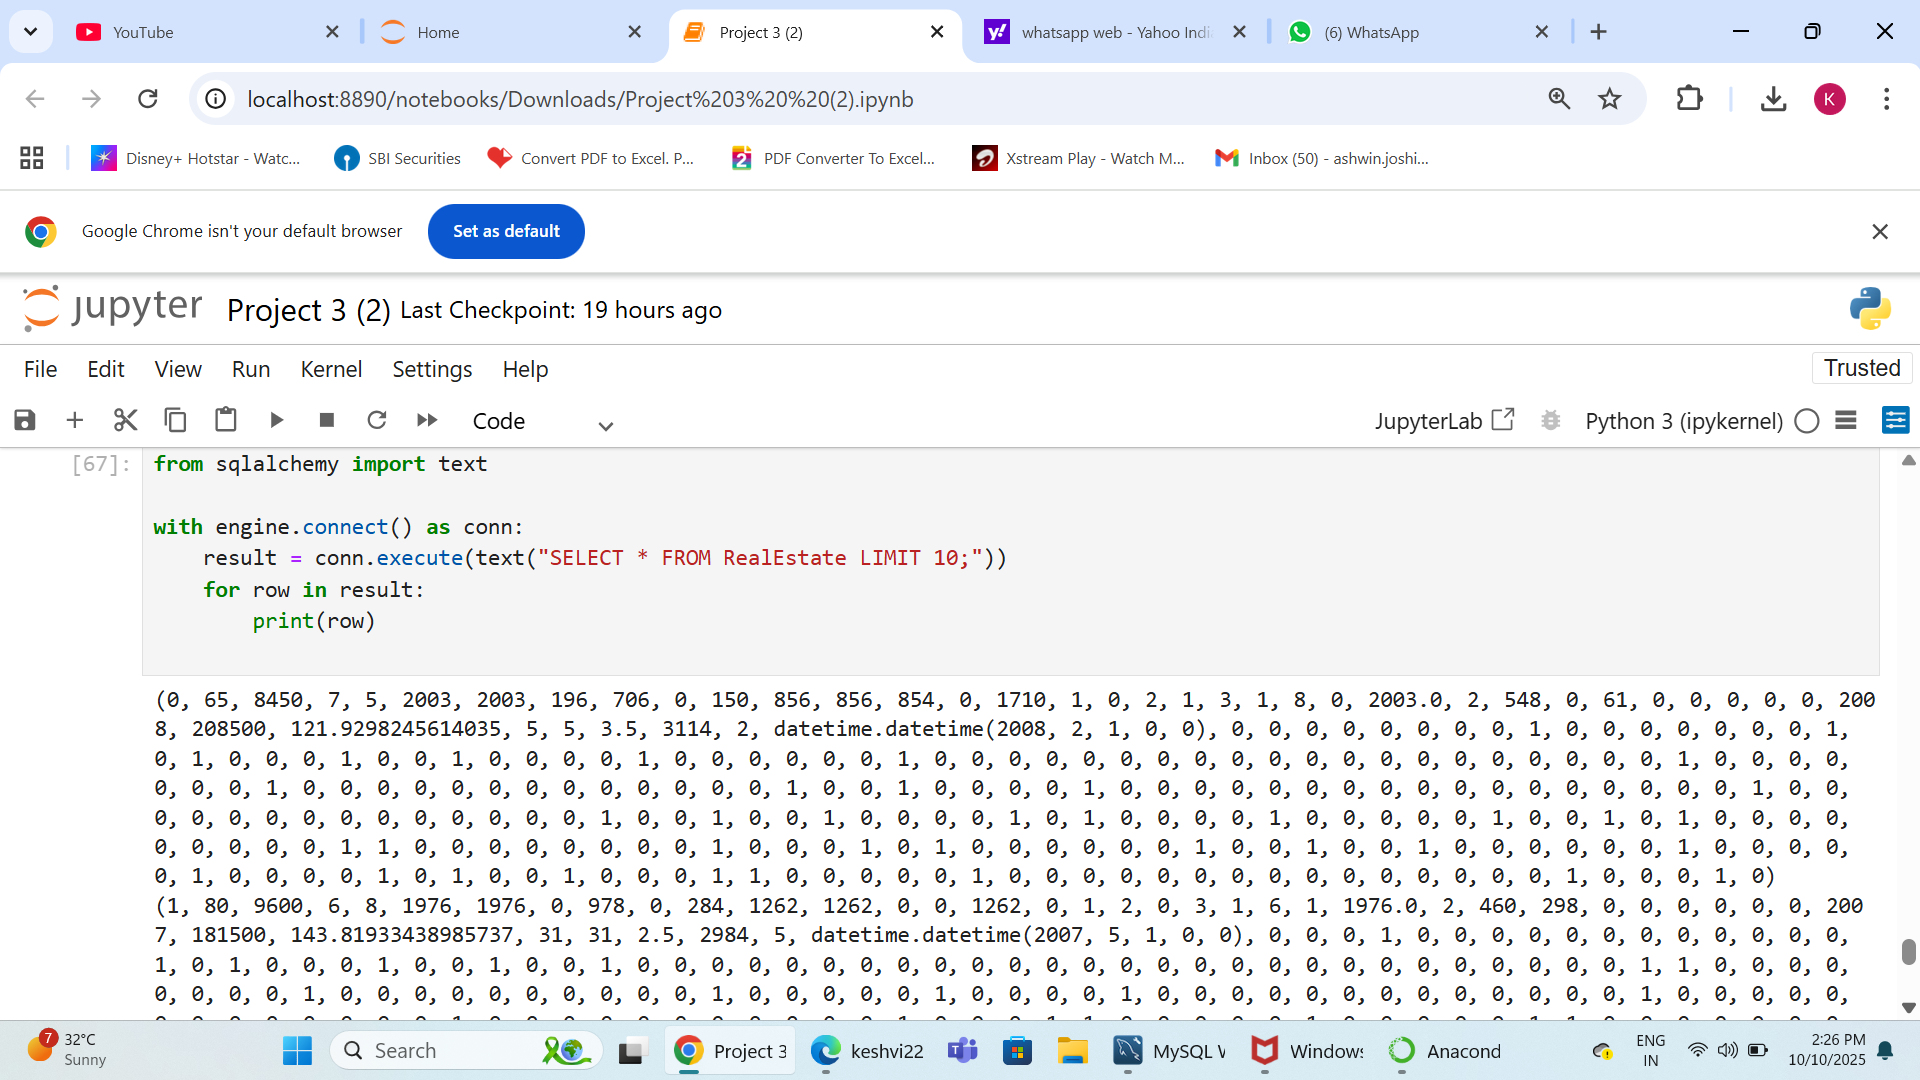 YouTube
Home
Project 3 (2)
whatsapp web - Yahoo Indi
(6) WhatsApp
localhost:8890/notebooks/Downloads/Project%203%20%20(2).ipynb
K
Disney+ Hotstar - Watc...
SBI Securities
Convert PDF to Excel. P...
PDF Converter To Excel...
Xstream Play - Watch M...
Inbox (50) - ashwin.joshi...
Google Chrome isn't your default browser
Set as default
jupyter
Project 3 (2) Last Checkpoint: 19 hours ago
File Edit View Run Kernel Settings Help
Trusted
Code
JupyterLab
Python 3 (ipykernel)
[67]:
from sqlalchemy import text
with engine.connect() as conn:
result = conn.execute(text("SELECT * FROM RealEstate LIMIT 10;"))
for row in result:
print(row)
(0, 65, 8450, 7, 5, 2003, 2003, 196, 706, 0, 150, 856, 856, 854, 0, 1710, 1, 0, 2, 1, 3, 1, 8, 0, 2003.0, 2, 548, 0, 61, 0, 0, 0, 0, 0, 200
8, 208500, 121.9298245614035, 5, 5, 3.5, 3114, 2, datetime.datetime(2008, 2, 1, 0, 0), 0, 0, 0, 0, 0, 0, 0, 0, 1, 0, 0, 0, 0, 0, 0, 0, 1,
0, 1, 0, 0, 0, 1, 0, 0, 1, 0, 0, 0, 0, 1, 0, 0, 0, 0, 0, 0, 1, 0, 0, 0, 0, 0, 0, 0, 0, 0, 0, 0, 0, 0, 0, 0, 0, 0, 0, 0, 0, 1, 0, 0, 0, 0,
0, 0, 0, 1, 0, 0, 0, 0, 0, 0, 0, 0, 0, 0, 0, 0, 0, 1, 0, 0, 1, 0, 0, 0, 0, 1, 0, 0, 0, 0, 0, 0, 0, 0, 0, 0, 0, 0, 0, 0, 0, 0, 0, 1, 0, 0,
0, 0, 0, 0, 0, 0, 0, 0, 0, 0, 0, 0, 1, 0, 0, 1, 0, 0, 1, 0, 0, 0, 0, 1, 0, 1, 0, 0, 0, 0, 1, 0, 0, 0, 0, 0, 1, 0, 0, 1, 0, 1, 0, 0, 0, 0,
0, 0, 0, 0, 0, 1, 1, 0, 0, 0, 0, 0, 0, 0, 0, 1, 0, 0, 0, 1, 0, 1, 0, 0, 0, 0, 0, 0, 1, 0, 0, 1, 0, 0, 1, 0, 0, 0, 0, 0, 0, 1, 0, 0, 0, 0,
0, 1, 0, 0, 0, 0, 1, 0, 1, 0, 0, 1, 0, 0, 0, 1, 1, 0, 0, 0, 0, 0, 1, 0, 0, 0, 0, 0, 0, 0, 0, 0, 0, 0, 0, 0, 0, 0, 1, 0, 0, 0, 1, 0)
(1, 80, 9600, 6, 8, 1976, 1976, 0, 978, 0, 284, 1262, 1262, 0, 0, 1262, 0, 1, 2, 0, 3, 1, 6, 1, 1976.0, 2, 460, 298, 0, 0, 0, 0, 0, 0, 200
7, 181500, 143.81933438985737, 31, 31, 2.5, 2984, 5, datetime.datetime(2007, 5, 1, 0, 0), 0, 0, 0, 1, 0, 0, 0, 0, 0, 0, 0, 0, 0, 0, 0, 0,
1, 0, 1, 0, 0, 0, 1, 0, 0, 1, 0, 0, 1, 0, 0, 0, 0, 0, 0, 0, 0, 0, 0, 0, 0, 0, 0, 0, 0, 0, 0, 0, 0, 0, 0, 0, 0, 0, 0, 0, 1, 1, 0, 0, 0, 0,
0, 0, 0, 0, 1, 0, 0, 0, 0, 0, 0, 0, 0, 0, 0, 1, 0, 0, 0, 0, 0, 1, 0, 0, 0, 0, 1, 0, 0, 0, 0, 0, 0, 0, 0, 0, 0, 0, 0, 0, 1, 0, 0, 0, 0, 0,
7
32°C
Sunny
Search
Project 3
keshvi22
MySQL W
Windows
Anacond
ENG
IN
2:26 PM
10/10/2025